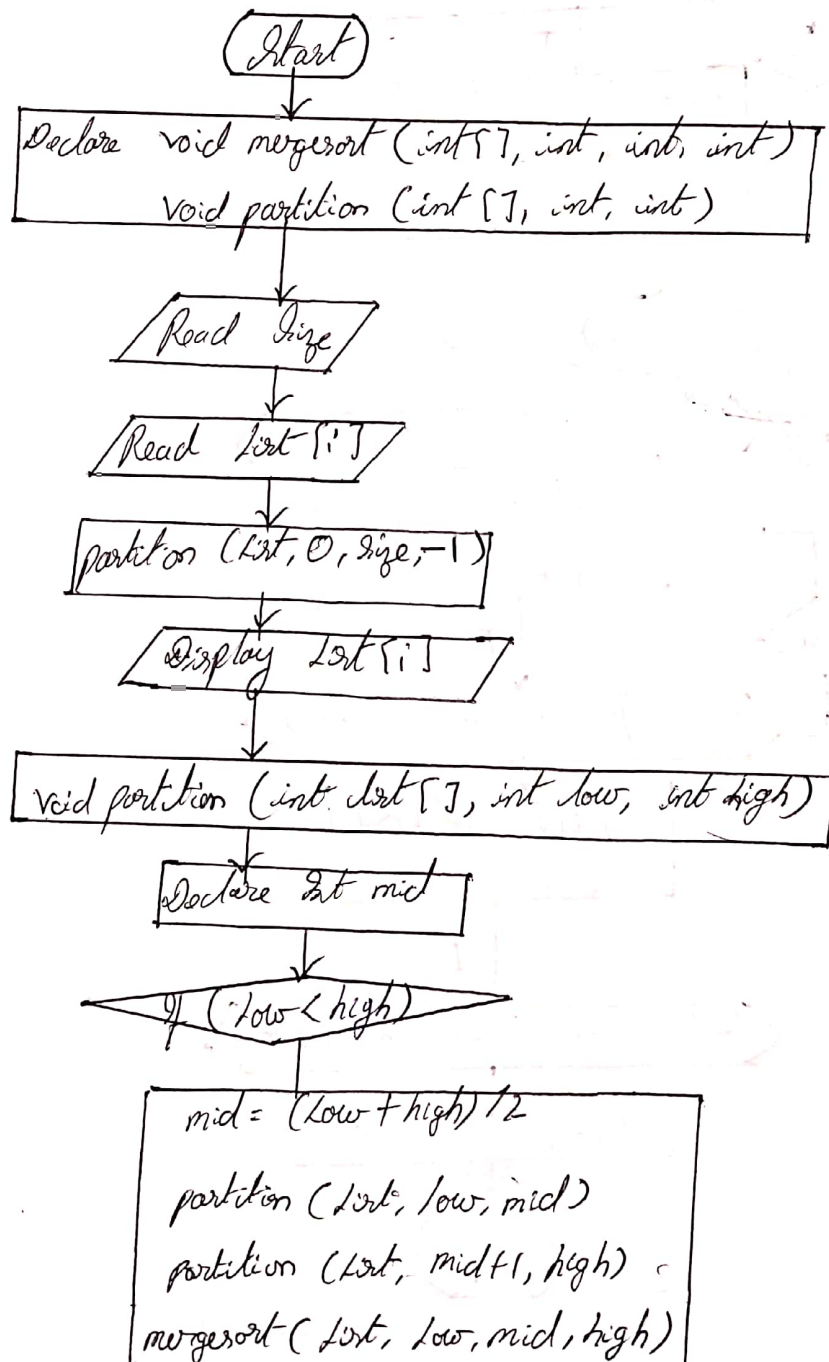 Start
Declare void mergesort (int[], int, int, int)
void partition (int [], int, int)
Read Size
Read List [i]
partition (List, 0, size, -1)
Display List [i]
void partition (int list [], int low, int high)
Declare Int mid
If (Low < high)
mid = (Low + high) / 2
partition (List, low, mid)
partition (List, mid+1, high)
mergesort (List, Low, mid, high)